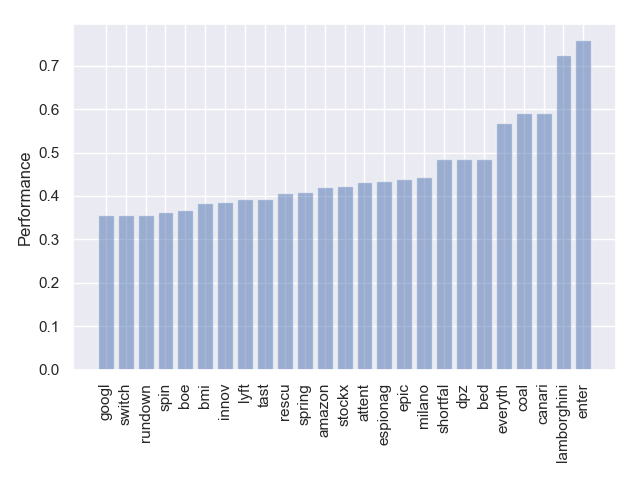 Performance
0.7
0.6
0.5
0.4
0.3
0.2
0.1
0.0
googl
switch
rundown
spin
boe
bmi
innov
lyft
tast
rescu
spring
amazon
stockx
attent
espionag
epic
milano
shortfal
dpz
bed
everyth
coal
canari
lamborghini
enter